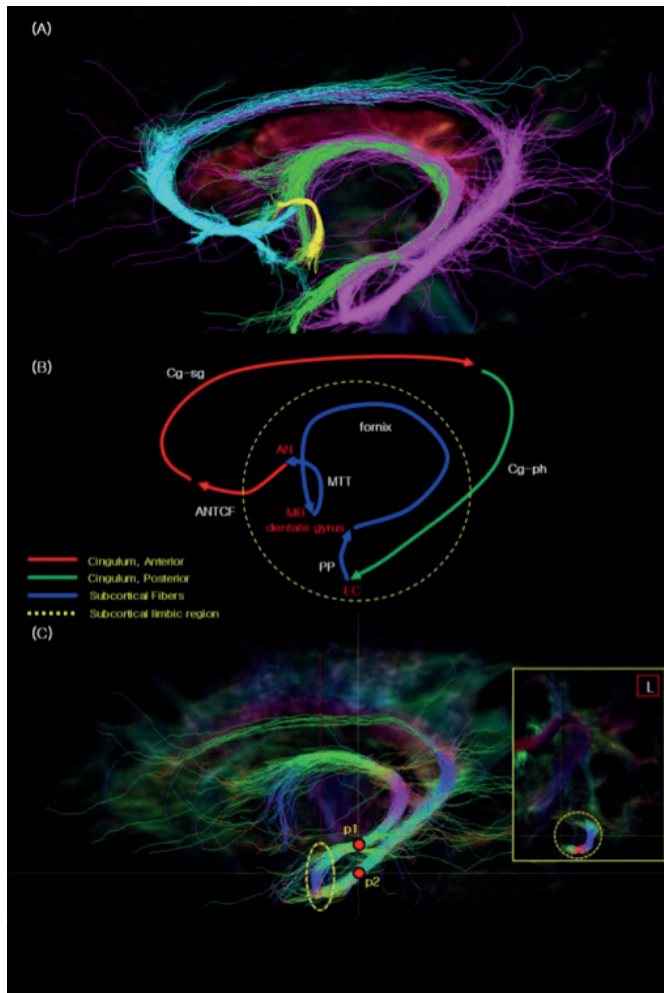 (A)
(B)
Cg-sg
fornix
AN
Cg-ph
MTT
ANTCF
MB
dentate gyrus
PP
EC
Cingulum, Anterior
Cingulum, Posterior
Subcortical Fibers
Subcortical limbic region
(C)
L
p1
p2